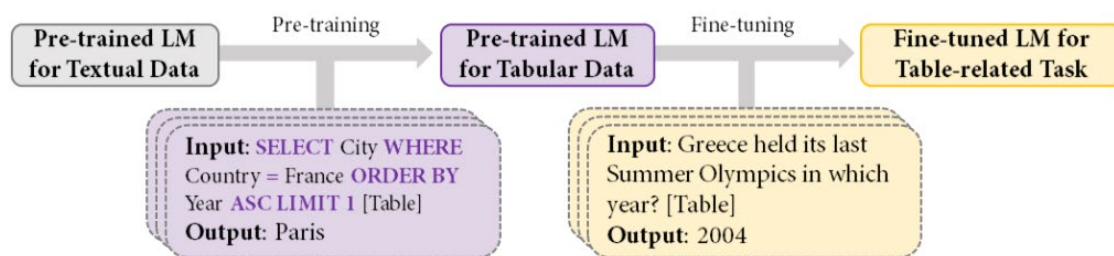 Pre-trained LM
for Textual Data
Pre-training
Pre-trained LM
for Tabular Data
Fine-tuning
Fine-tuned LM for
Table-related Task
Input: SELECT City WHERE
Country = France ORDER BY
Year ASC LIMIT 1 [Table]
Output: Paris
Input: Greece held its last
Summer Olympics in which
year? [Table]
Output: 2004